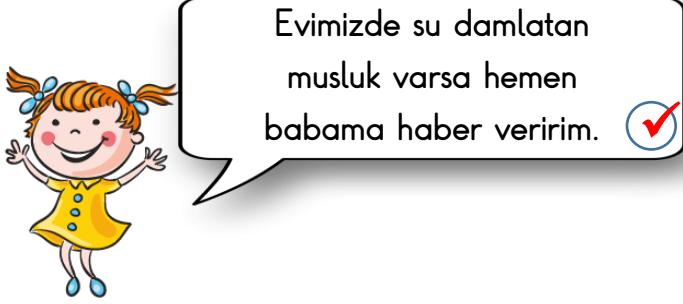 Evimizde su damlatan
musluk varsa hemen
babama haber veririm.